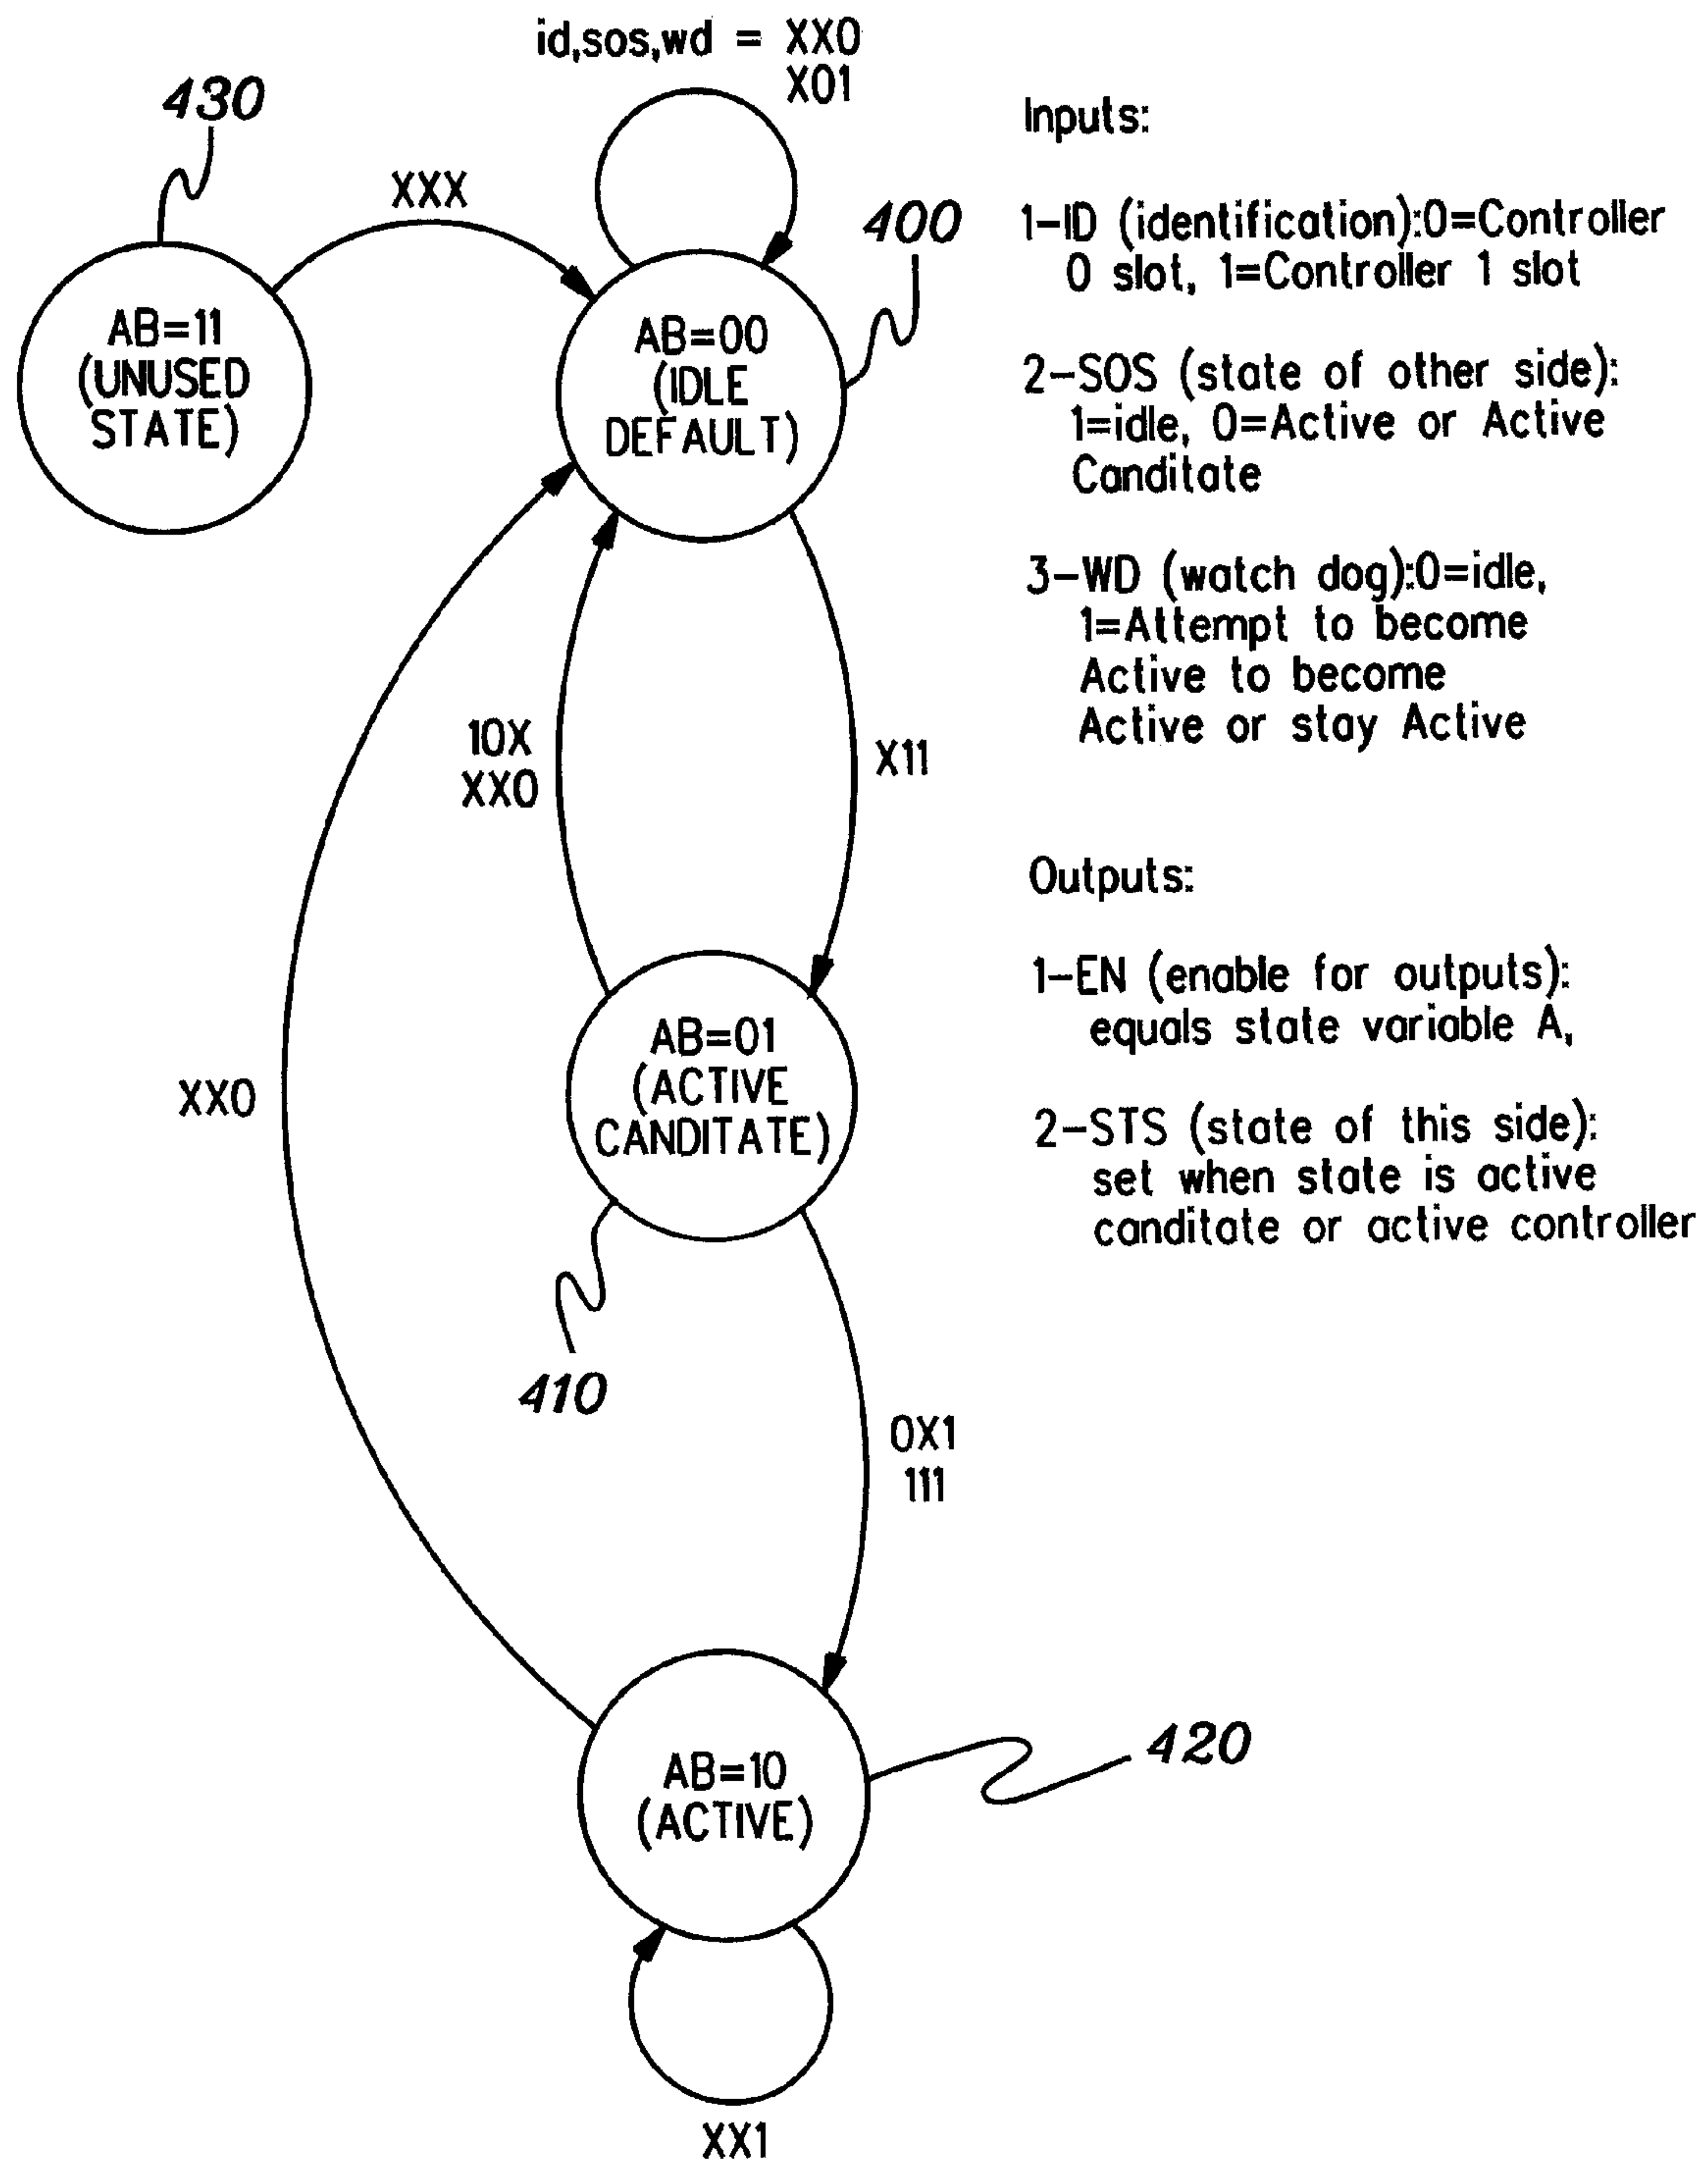 id,sos,wd = XX0
X01
430
XXX
400
AB=11
(UNUSED
STATE)
AB=00
(IDLE
DEFAULT)
10X
XX0
X11
AB=01
(ACTIVE
CANDITATE)
XX0
410
0X1
111
AB=10
(ACTIVE)
420
XX1
Inputs:
1-ID (identification):0=Controller
0 slot, 1=Controller 1 slot
2-SOS (state of other side):
1=idle, 0=Active or Active
Canditate
3-WD (watch dog):0=idle,
1=Attempt to become
Active to become
Active or stay Active
Outputs:
1-EN (enable for outputs):
equals state variable A,
2-STS (state of this side):
set when state is active
canditate or active controller